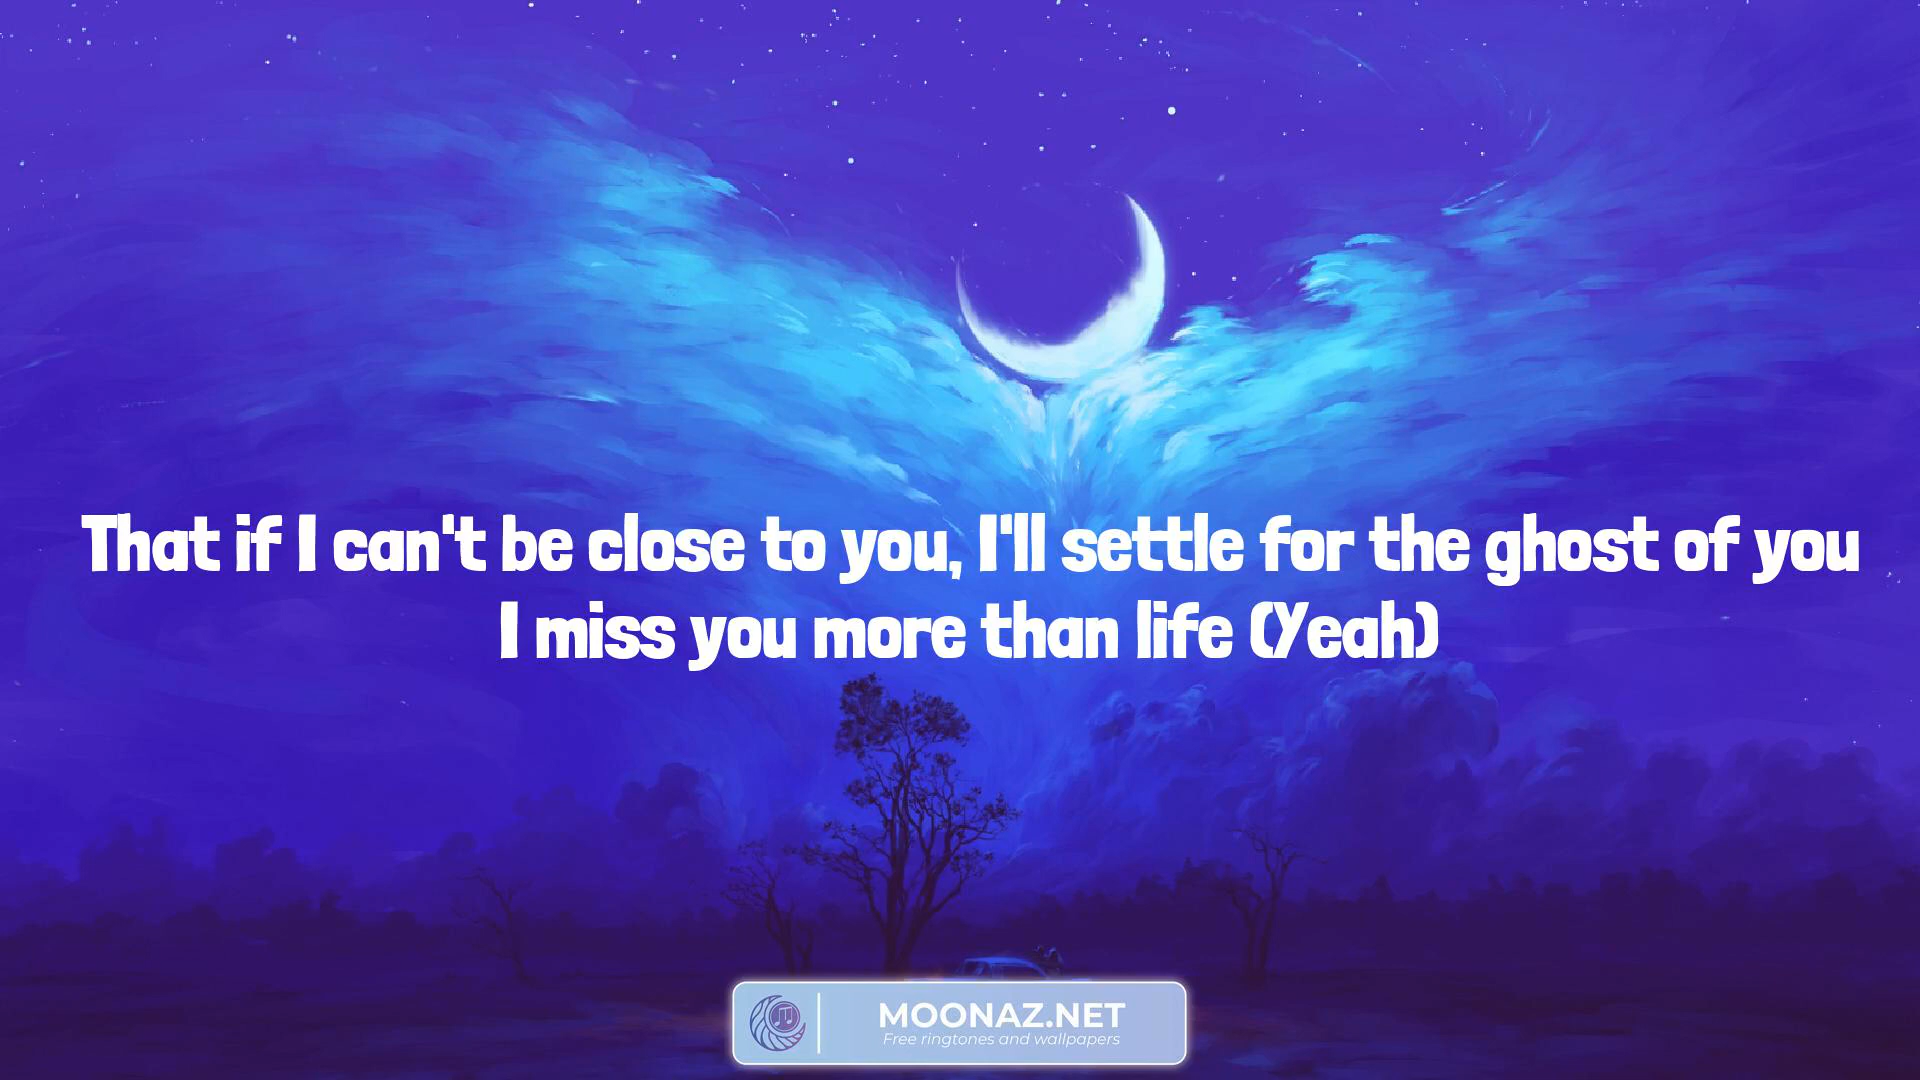 That if I can't be close to you, I'll settle for the ghost of you
I miss you more than life (Yeah)
MOONAZ.NET
Free ringtones and wallpapers